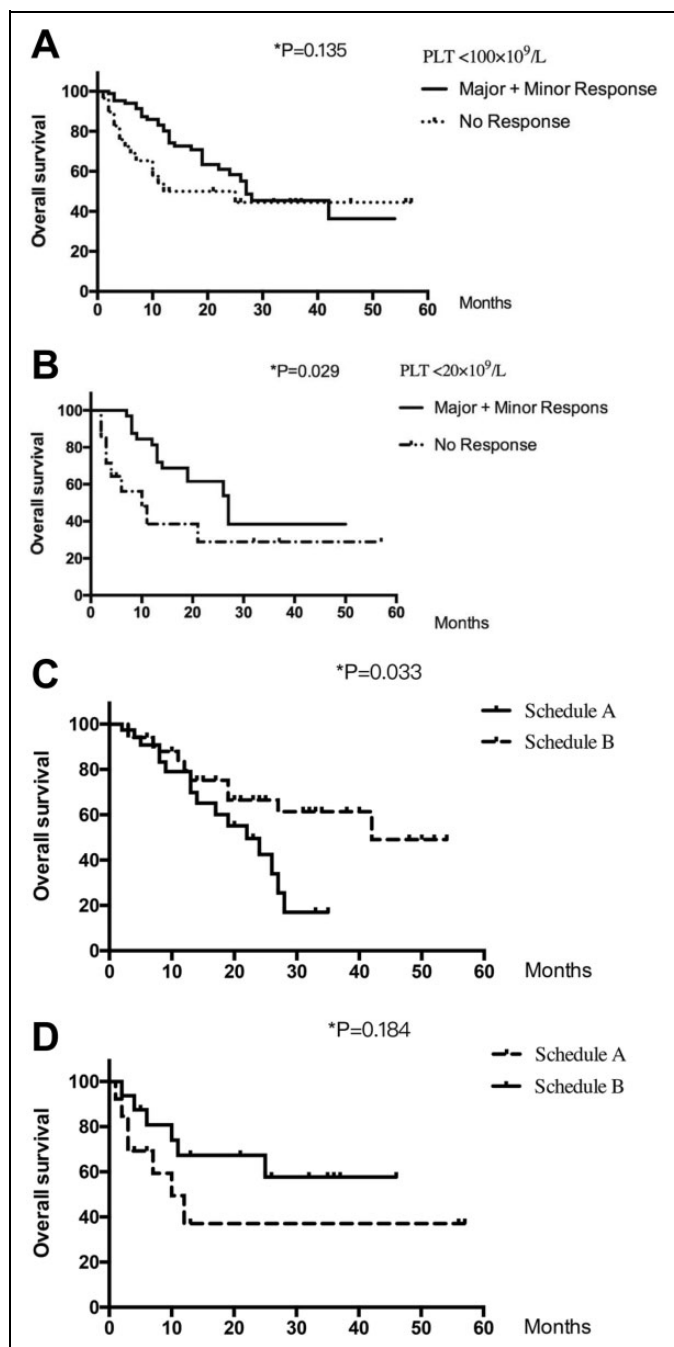 A
*P=0.135
PLT <100×10⁹/L
Major + Minor Response
No Response
Overall survival
100
80
60
40
20
0
0 10 20 30 40 50 60
Months
B
*P=0.029
PLT <20×10⁹/L
Major + Minor Respons
No Response
Overall survival
100
80
60
40
20
0
0 10 20 30 40 50 60
Months
C
*P=0.033
Schedule A
Schedule B
Overall survival
100
80
60
40
20
0
0 10 20 30 40 50 60
Months
D
*P=0.184
Schedule A
Schedule B
Overall survival
100
80
60
40
20
0
0 10 20 30 40 50 60
Months